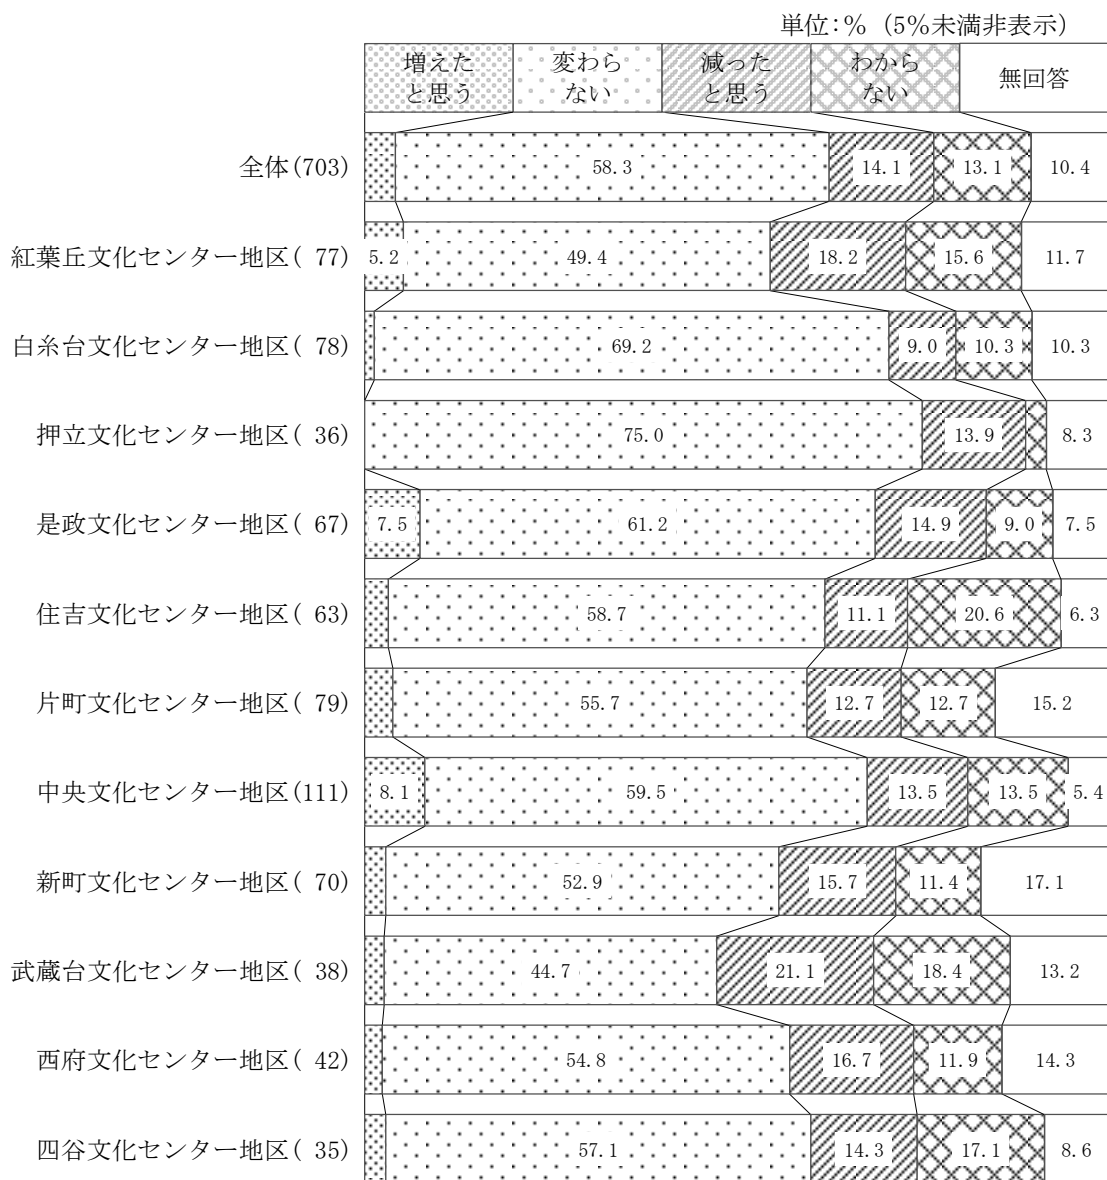 単位:% (5%未満非表示)
増えた
と思う
変わら
ない
減った
と思う
わから
ない
無回答
全体(703) 58.3 14.1 13.1 10.4
紅葉丘文化センター地区( 77) 5.2 49.4 18.2 15.6 11.7
白糸台文化センター地区( 78) 69.2 9.0 10.3 10.3
押立文化センター地区( 36) 75.0 13.9 8.3
是政文化センター地区( 67) 7.5 61.2 14.9 9.0 7.5
住吉文化センター地区( 63) 58.7 11.1 20.6 6.3
片町文化センター地区( 79) 55.7 12.7 12.7 15.2
中央文化センター地区(111) 8.1 59.5 13.5 13.5 5.4
新町文化センター地区( 70) 52.9 15.7 11.4 17.1
武蔵台文化センター地区( 38) 44.7 21.1 18.4 13.2
西府文化センター地区( 42) 54.8 16.7 11.9 14.3
四谷文化センター地区( 35) 57.1 14.3 17.1 8.6